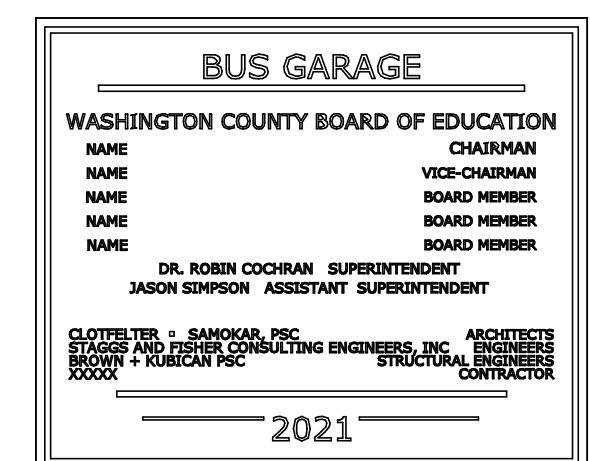 BUS GARAGE
WASHINGTON COUNTY BOARD OF EDUCATION
NAME CHAIRMAN
NAME VICE-CHAIRMAN
NAME BOARD MEMBER
NAME BOARD MEMBER
NAME BOARD MEMBER
DR. ROBIN COCHRAN SUPERINTENDENT
JASON SIMPSON ASSISTANT SUPERINTENDENT
CLOTFELTER ▫ SAMOKAR, PSC ARCHITECTS
STAGGS AND FISHER CONSULTING ENGINEERS, INC ENGINEERS
BROWN + KUBICAN PSC STRUCTURAL ENGINEERS
XXXXX CONTRACTOR
2021